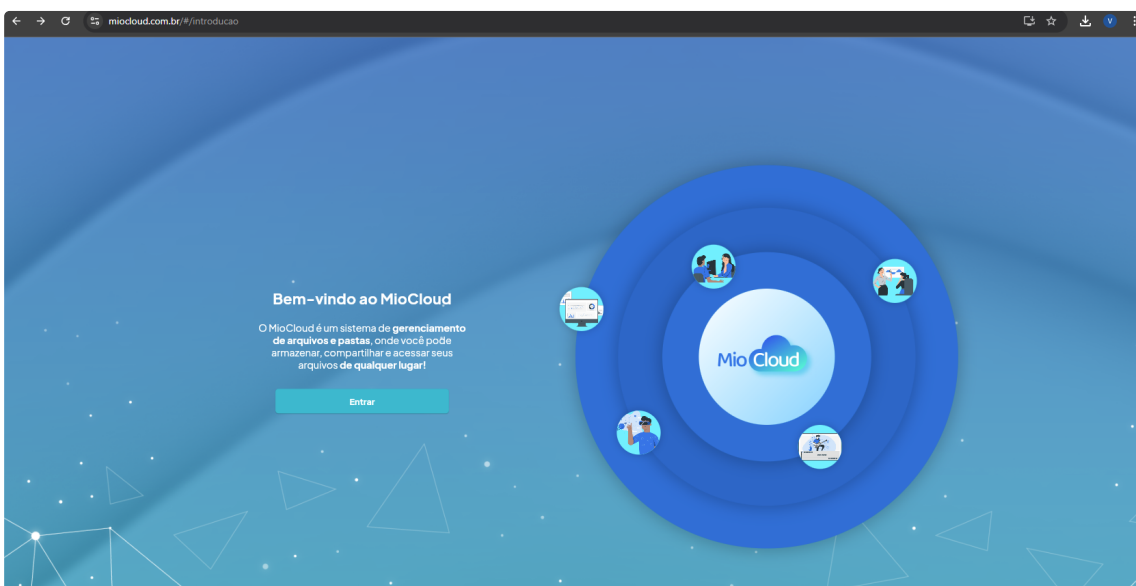 miocloud.com.br/#/introducao
V
Bem-vindo ao MioCloud
O MioCloud é um sistema de gerenciamento
de arquivos e pastas, onde você pode
armazenar, compartilhar e acessar seus
arquivos de qualquer lugar!
Entrar
Mio Cloud